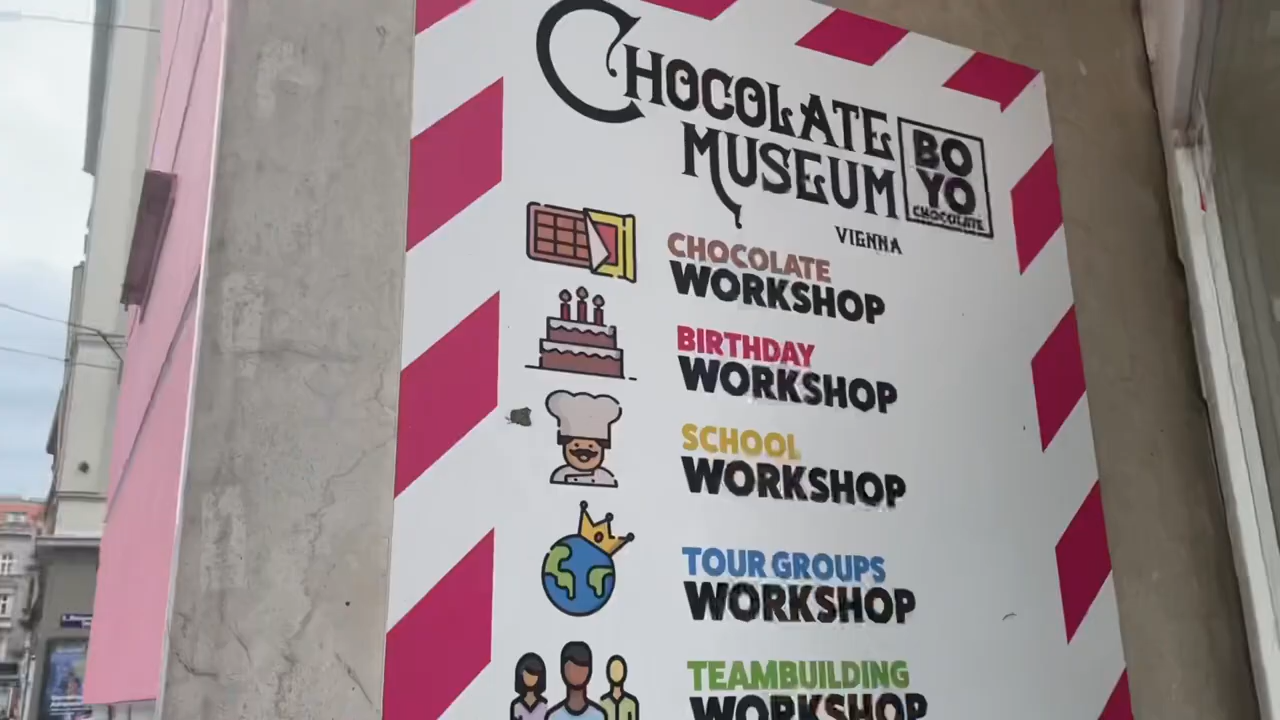 CHOCOLATE
MUSEUM
BO
YO
CHOCOLATE
VIENNA
CHOCOLATE
WORKSHOP
BIRTHDAY
WORKSHOP
SCHOOL
WORKSHOP
TOUR GROUPS
WORKSHOP
TEAMBUILDING
WORKSHOP